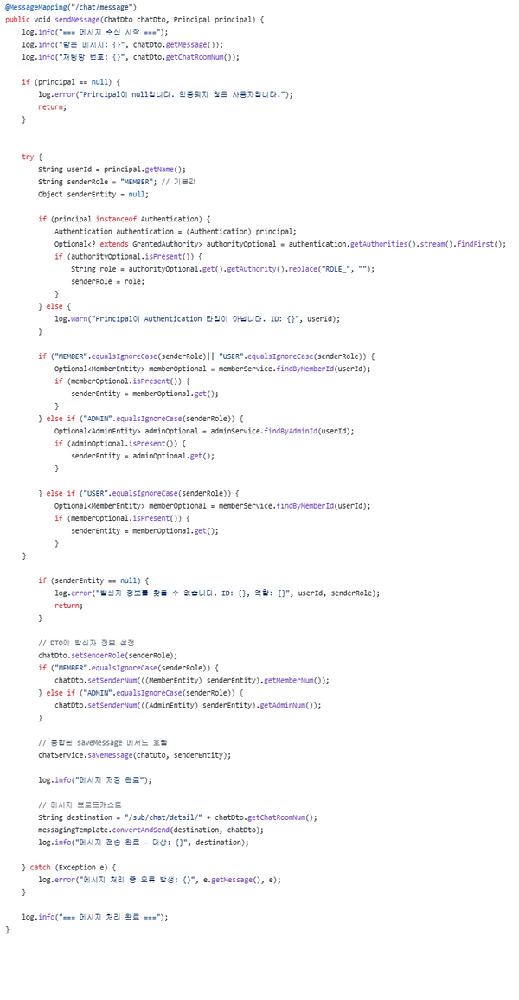 @MessageMapping("/chat/message")
public void sendMessage(ChatDto chatDto, Principal principal) {
    log.info("=== 메시지 수신 시작 ===");
    log.info("받은 메시지: {}", chatDto.getMessage());
    log.info("채팅방 번호: {}", chatDto.getChatRoomNum());

    if (principal == null) {
        log.error("Principal이 null입니다. 인증되지 않은 사용자입니다.");
        return;
    }


    try {
        String userId = principal.getName();
        String senderRole = "MEMBER"; // 기본값
        Object senderEntity = null;

        if (principal instanceof Authentication) {
            Authentication authentication = (Authentication) principal;
            Optional<? extends GrantedAuthority> authorityOptional = authentication.getAuthorities().stream().findFirst();
            if (authorityOptional.isPresent()) {
                String role = authorityOptional.get().getAuthority().replace("ROLE_", "");
                senderRole = role;
            }
        } else {
            log.warn("Principal이 Authentication 타입이 아닙니다. ID: {}", userId);
        }

        if ("MEMBER".equalsIgnoreCase(senderRole)|| "USER".equalsIgnoreCase(senderRole)) {
            Optional<MemberEntity> memberOptional = memberService.findByMemberId(userId);
            if (memberOptional.isPresent()) {
                senderEntity = memberOptional.get();
            }
        } else if ("ADMIN".equalsIgnoreCase(senderRole)) {
            Optional<AdminEntity> adminOptional = adminService.findByAdminId(userId);
            if (adminOptional.isPresent()) {
                senderEntity = adminOptional.get();
            }

        } else if ("USER".equalsIgnoreCase(senderRole)) {
            Optional<MemberEntity> memberOptional = memberService.findByMemberId(userId);
            if (memberOptional.isPresent()) {
                senderEntity = memberOptional.get();
            }
    }

        if (senderEntity == null) {
            log.error("발신자 정보를 찾을 수 없습니다. ID: {}, 역할: {}", userId, senderRole);
            return;
        }

        // DTO에 발신자 정보 설정
        chatDto.setSenderRole(senderRole);
        if ("MEMBER".equalsIgnoreCase(senderRole)) {
            chatDto.setSenderNum(((MemberEntity) senderEntity).getMemberNum());
        } else if ("ADMIN".equalsIgnoreCase(senderRole)) {
            chatDto.setSenderNum(((AdminEntity) senderEntity).getAdminNum());
        }

        // 통합된 saveMessage 메서드 호출
        chatService.saveMessage(chatDto, senderEntity);

        log.info("메시지 저장 완료");

        // 메시지 브로드캐스트
        String destination = "/sub/chat/detail/" + chatDto.getChatRoomNum();
        messagingTemplate.convertAndSend(destination, chatDto);
        log.info("메시지 전송 완료 - 대상: {}", destination);

    } catch (Exception e) {
        log.error("메시지 처리 중 오류 발생: {}", e.getMessage(), e);
    }

    log.info("=== 메시지 처리 완료 ===");
}